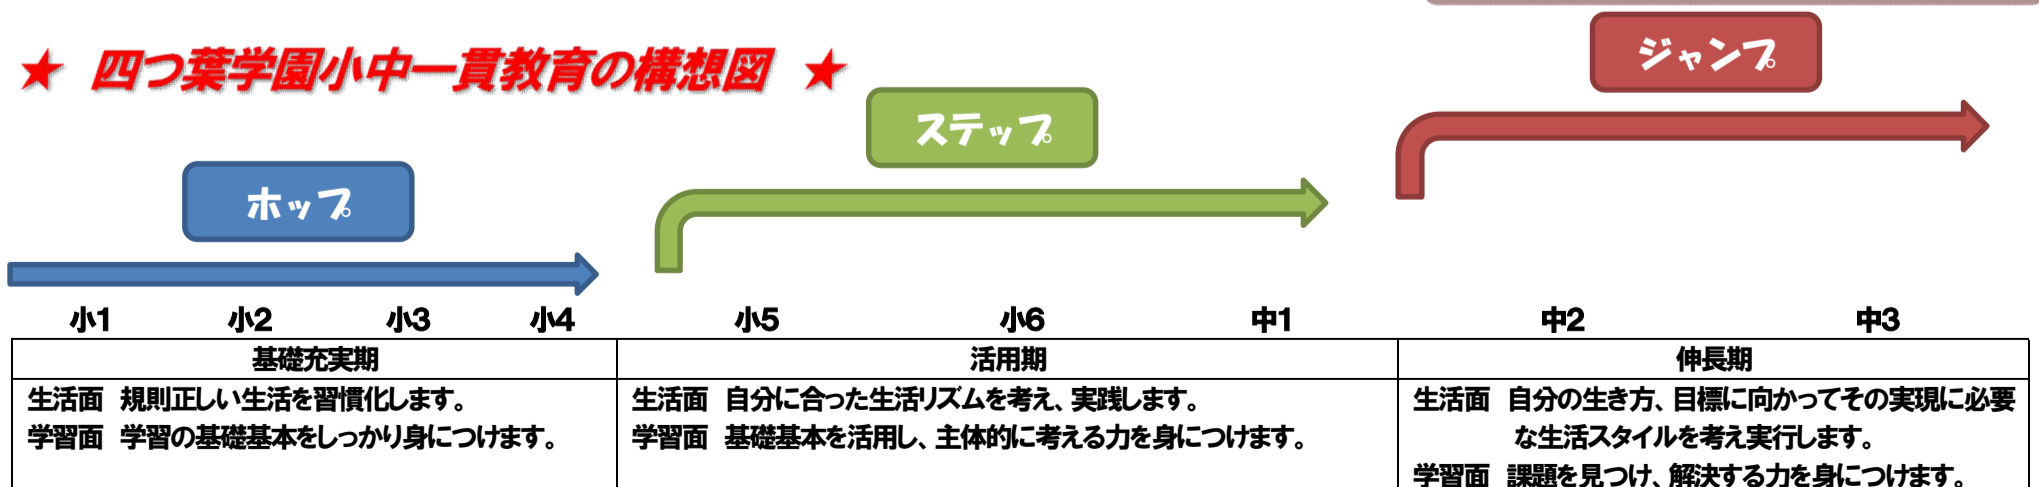 ★ 四つ葉学園小中一貫教育の構想図 ★
ジャンプ
ステップ
ホップ
小1 小2 小3 小4 小5 小6 中1 中2 中3
基礎充実期
生活面 規則正しい生活を習慣化します。
学習面 学習の基礎基本をしっかり身につけます。
活用期
生活面 自分に合った生活リズムを考え、実践します。
学習面 基礎基本を活用し、主体的に考える力を身につけます。
伸長期
生活面 自分の生き方、目標に向かってその実現に必要
な生活スタイルを考え実行します。
学習面 課題を見つけ、解決する力を身につけます。